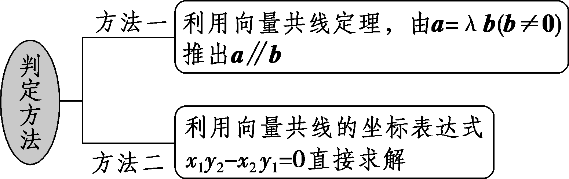 判定方法
方法一
利用向量共线定理，由a=λb(b≠0)
推出a∥b
方法二
利用向量共线的坐标表达式
x₁y₂-x₂y₁=0直接求解